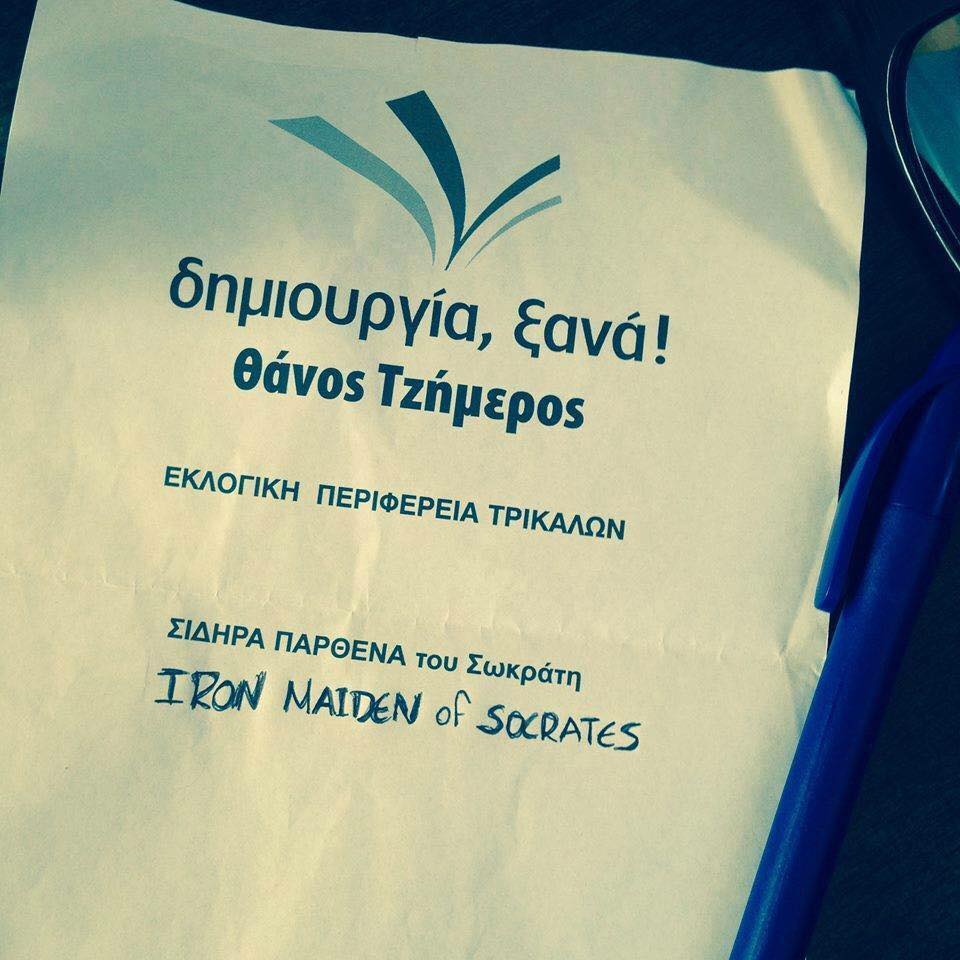 δημιουργία, ξανά!
Θάνος Τζήμερος
ΕΚΛΟΓΙΚΗ ΠΕΡΙΦΕΡΕΙΑ ΤΡΙΚΑΛΩΝ
ΣΙΔΗΡΑ ΠΑΡΘΕΝΑ του Σωκράτη
IRON MAIDEN of SOCRATES